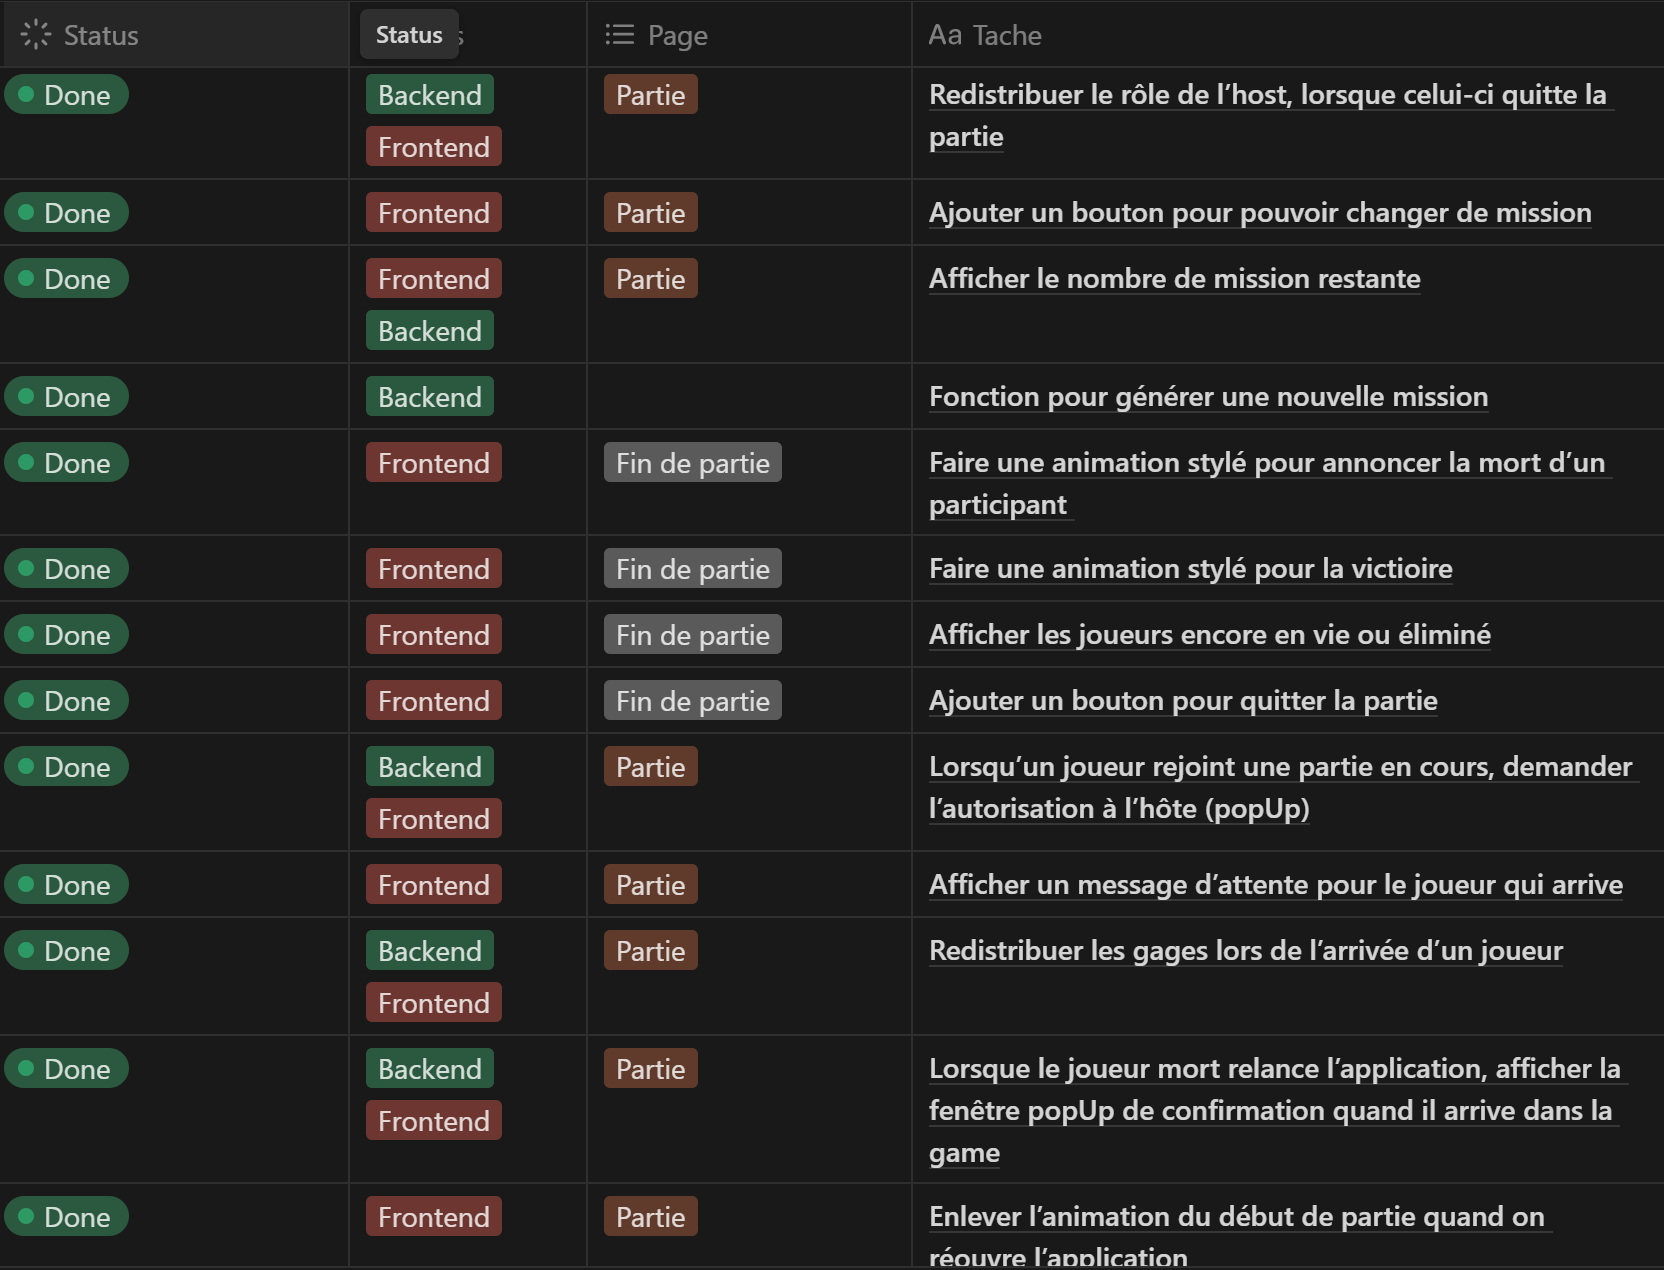 Status Status s Page Aa Tache
Done Backend Partie Redistribuer le rôle de l’host, lorsque celui-ci quitte la
Frontend partie
Done Frontend Partie Ajouter un bouton pour pouvoir changer de mission
Done Frontend Partie Afficher le nombre de mission restante
Backend
Done Backend Fonction pour générer une nouvelle mission
Done Frontend Fin de partie Faire une animation stylé pour annoncer la mort d’un
participant
Done Frontend Fin de partie Faire une animation stylé pour la victioire
Done Frontend Fin de partie Afficher les joueurs encore en vie ou éliminé
Done Frontend Fin de partie Ajouter un bouton pour quitter la partie
Done Backend Partie Lorsqu’un joueur rejoint une partie en cours, demander
Frontend l’autorisation à l’hôte (popUp)
Done Frontend Partie Afficher un message d’attente pour le joueur qui arrive
Done Backend Partie Redistribuer les gages lors de l’arrivée d’un joueur
Frontend
Done Backend Partie Lorsque le joueur mort relance l’application, afficher la
Frontend fenêtre popUp de confirmation quand il arrive dans la
game
Done Frontend Partie Enlever l’animation du début de partie quand on
réouvre l’application